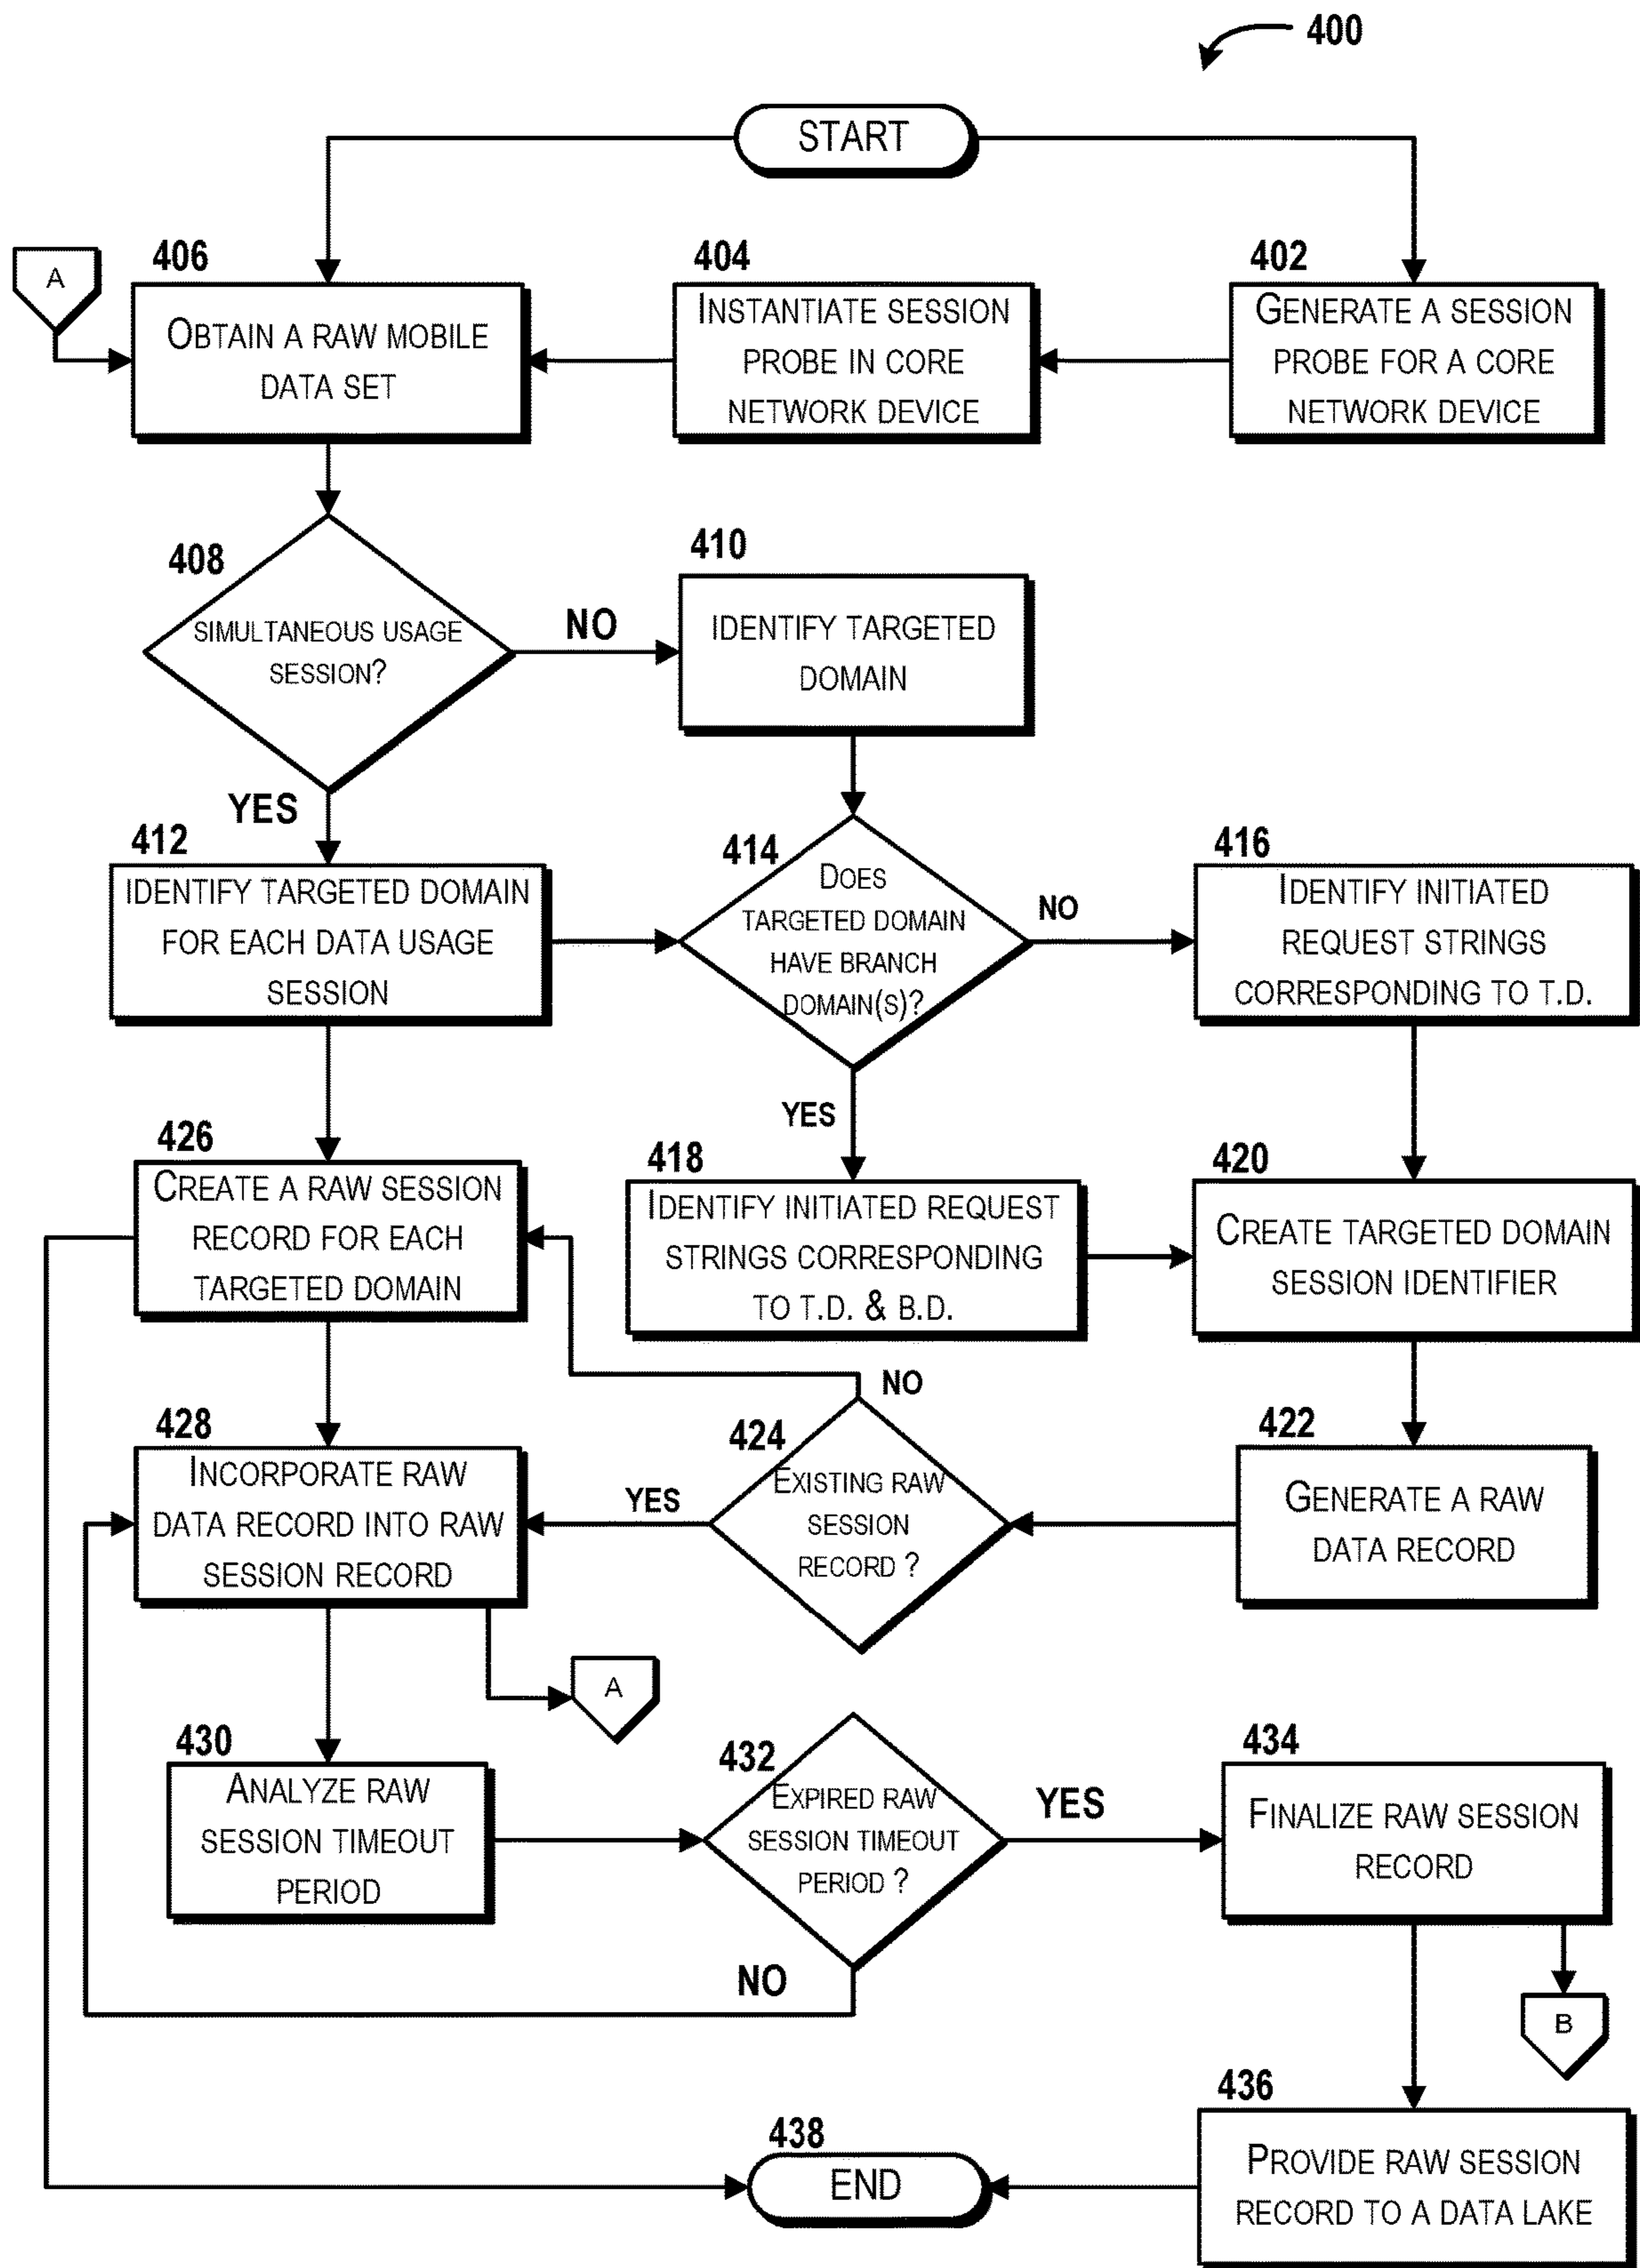 400
START
A
406
OBTAIN A RAW MOBILE
DATA SET
404
INSTANTIATE SESSION
PROBE IN CORE
NETWORK DEVICE
402
GENERATE A SESSION
PROBE FOR A CORE
NETWORK DEVICE
408
SIMULTANEOUS USAGE
SESSION?
NO
YES
410
IDENTIFY TARGETED
DOMAIN
412
IDENTIFY TARGETED DOMAIN
FOR EACH DATA USAGE
SESSION
414
DOES
TARGETED DOMAIN
HAVE BRANCH
DOMAIN(S)?
NO
YES
416
IDENTIFY INITIATED
REQUEST STRINGS
CORRESPONDING TO T.D.
426
CREATE A RAW SESSION
RECORD FOR EACH
TARGETED DOMAIN
418
IDENTIFY INITIATED REQUEST
STRINGS CORRESPONDING
TO T.D. & B.D.
420
CREATE TARGETED DOMAIN
SESSION IDENTIFIER
428
INCORPORATE RAW
DATA RECORD INTO RAW
SESSION RECORD
NO
YES
424
EXISTING RAW
SESSION
RECORD ?
422
GENERATE A RAW
DATA RECORD
A
430
ANALYZE RAW
SESSION TIMEOUT
PERIOD
432
EXPIRED RAW
SESSION TIMEOUT
PERIOD ?
YES
NO
434
FINALIZE RAW SESSION
RECORD
B
436
PROVIDE RAW SESSION
RECORD TO A DATA LAKE
438
END